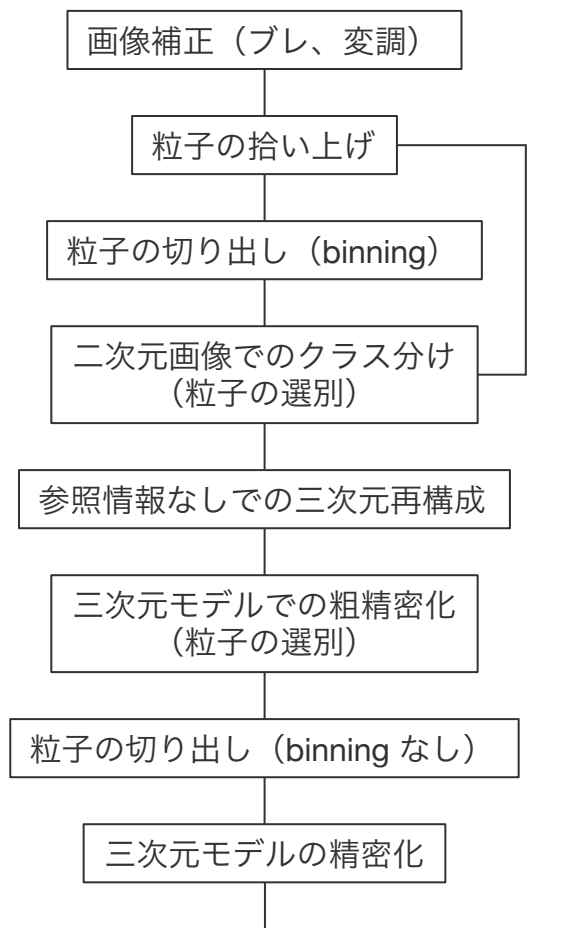 画像補正（ブレ、変調）
粒子の拾い上げ
粒子の切り出し（binning）
二次元画像でのクラス分け
（粒子の選別）
参照情報なしでの三次元再構成
三次元モデルでの粗精密化
（粒子の選別）
粒子の切り出し（binning なし）
三次元モデルの精密化